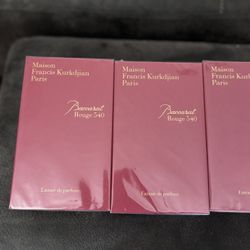 Maison
Francis Kurkdjian
Paris
Baccarat
Rouge 540
Extrait de parfum
Maison
Francis Kurkdjian
Paris
Baccarat
Rouge 540
Extrait de parfum
Maison
Francis Kurkdjian
Paris